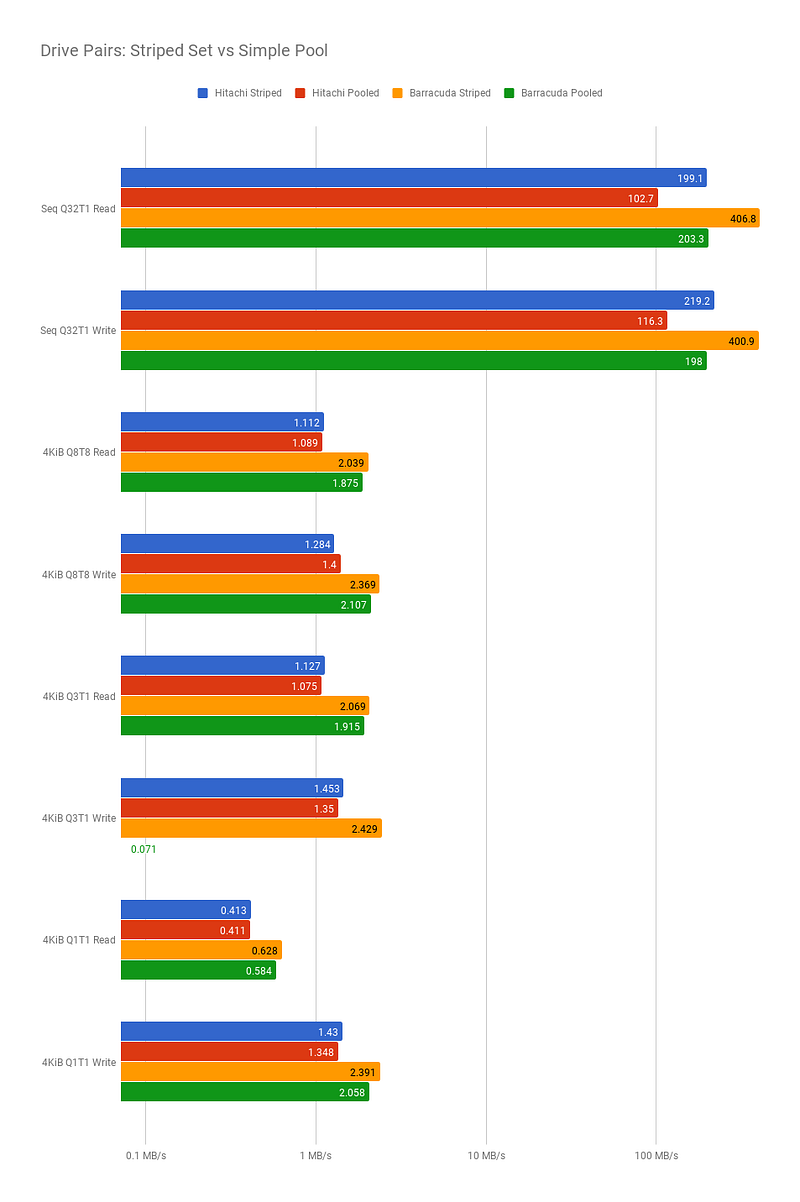 Drive Pairs: Striped Set vs Simple Pool
Hitachi Striped Hitachi Pooled Barracuda Striped Barracuda Pooled
199.1
102.7
Seq Q32T1 Read
406.8
203.3
219.2
116.3
Seq Q32T1 Write
400.9
198
1.112
1.089
4KiB Q8T8 Read
2.039
1.875
1.284
1.4
4KiB Q8T8 Write
2.369
2.107
1.127
1.075
4KiB Q3T1 Read
2.069
1.915
1.453
1.35
4KiB Q3T1 Write
2.429
0.071
0.413
0.411
4KiB Q1T1 Read
0.628
0.584
1.43
1.348
4KiB Q1T1 Write
2.391
2.058
0.1 MB/s 1 MB/s 10 MB/s 100 MB/s